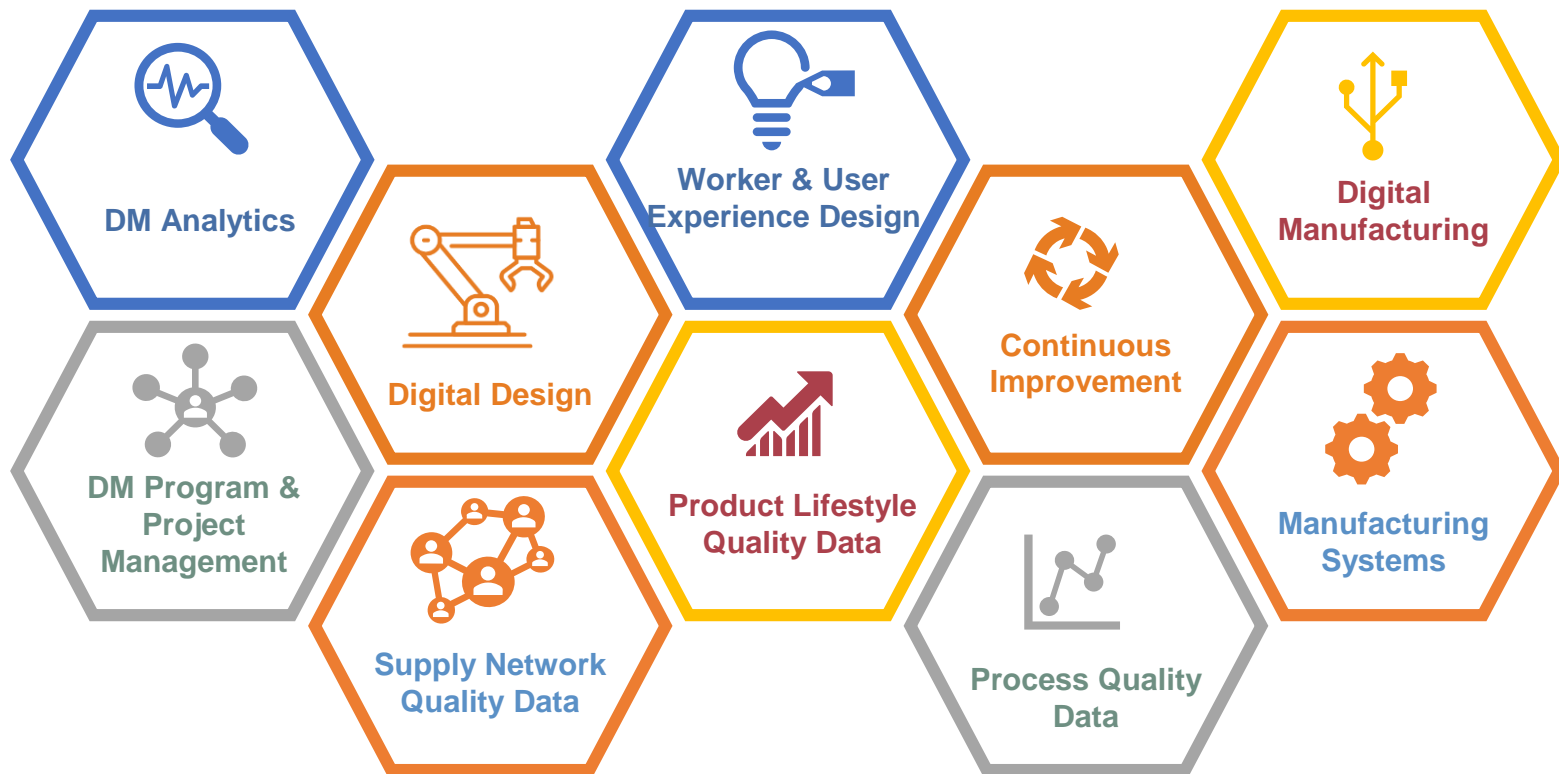 DM Analytics
Worker & User
Experience Design
Digital
Manufacturing
Digital Design
Continuous
Improvement
DM Program &
Project
Management
Product Lifestyle
Quality Data
Manufacturing
Systems
Supply Network
Quality Data
Process Quality
Data